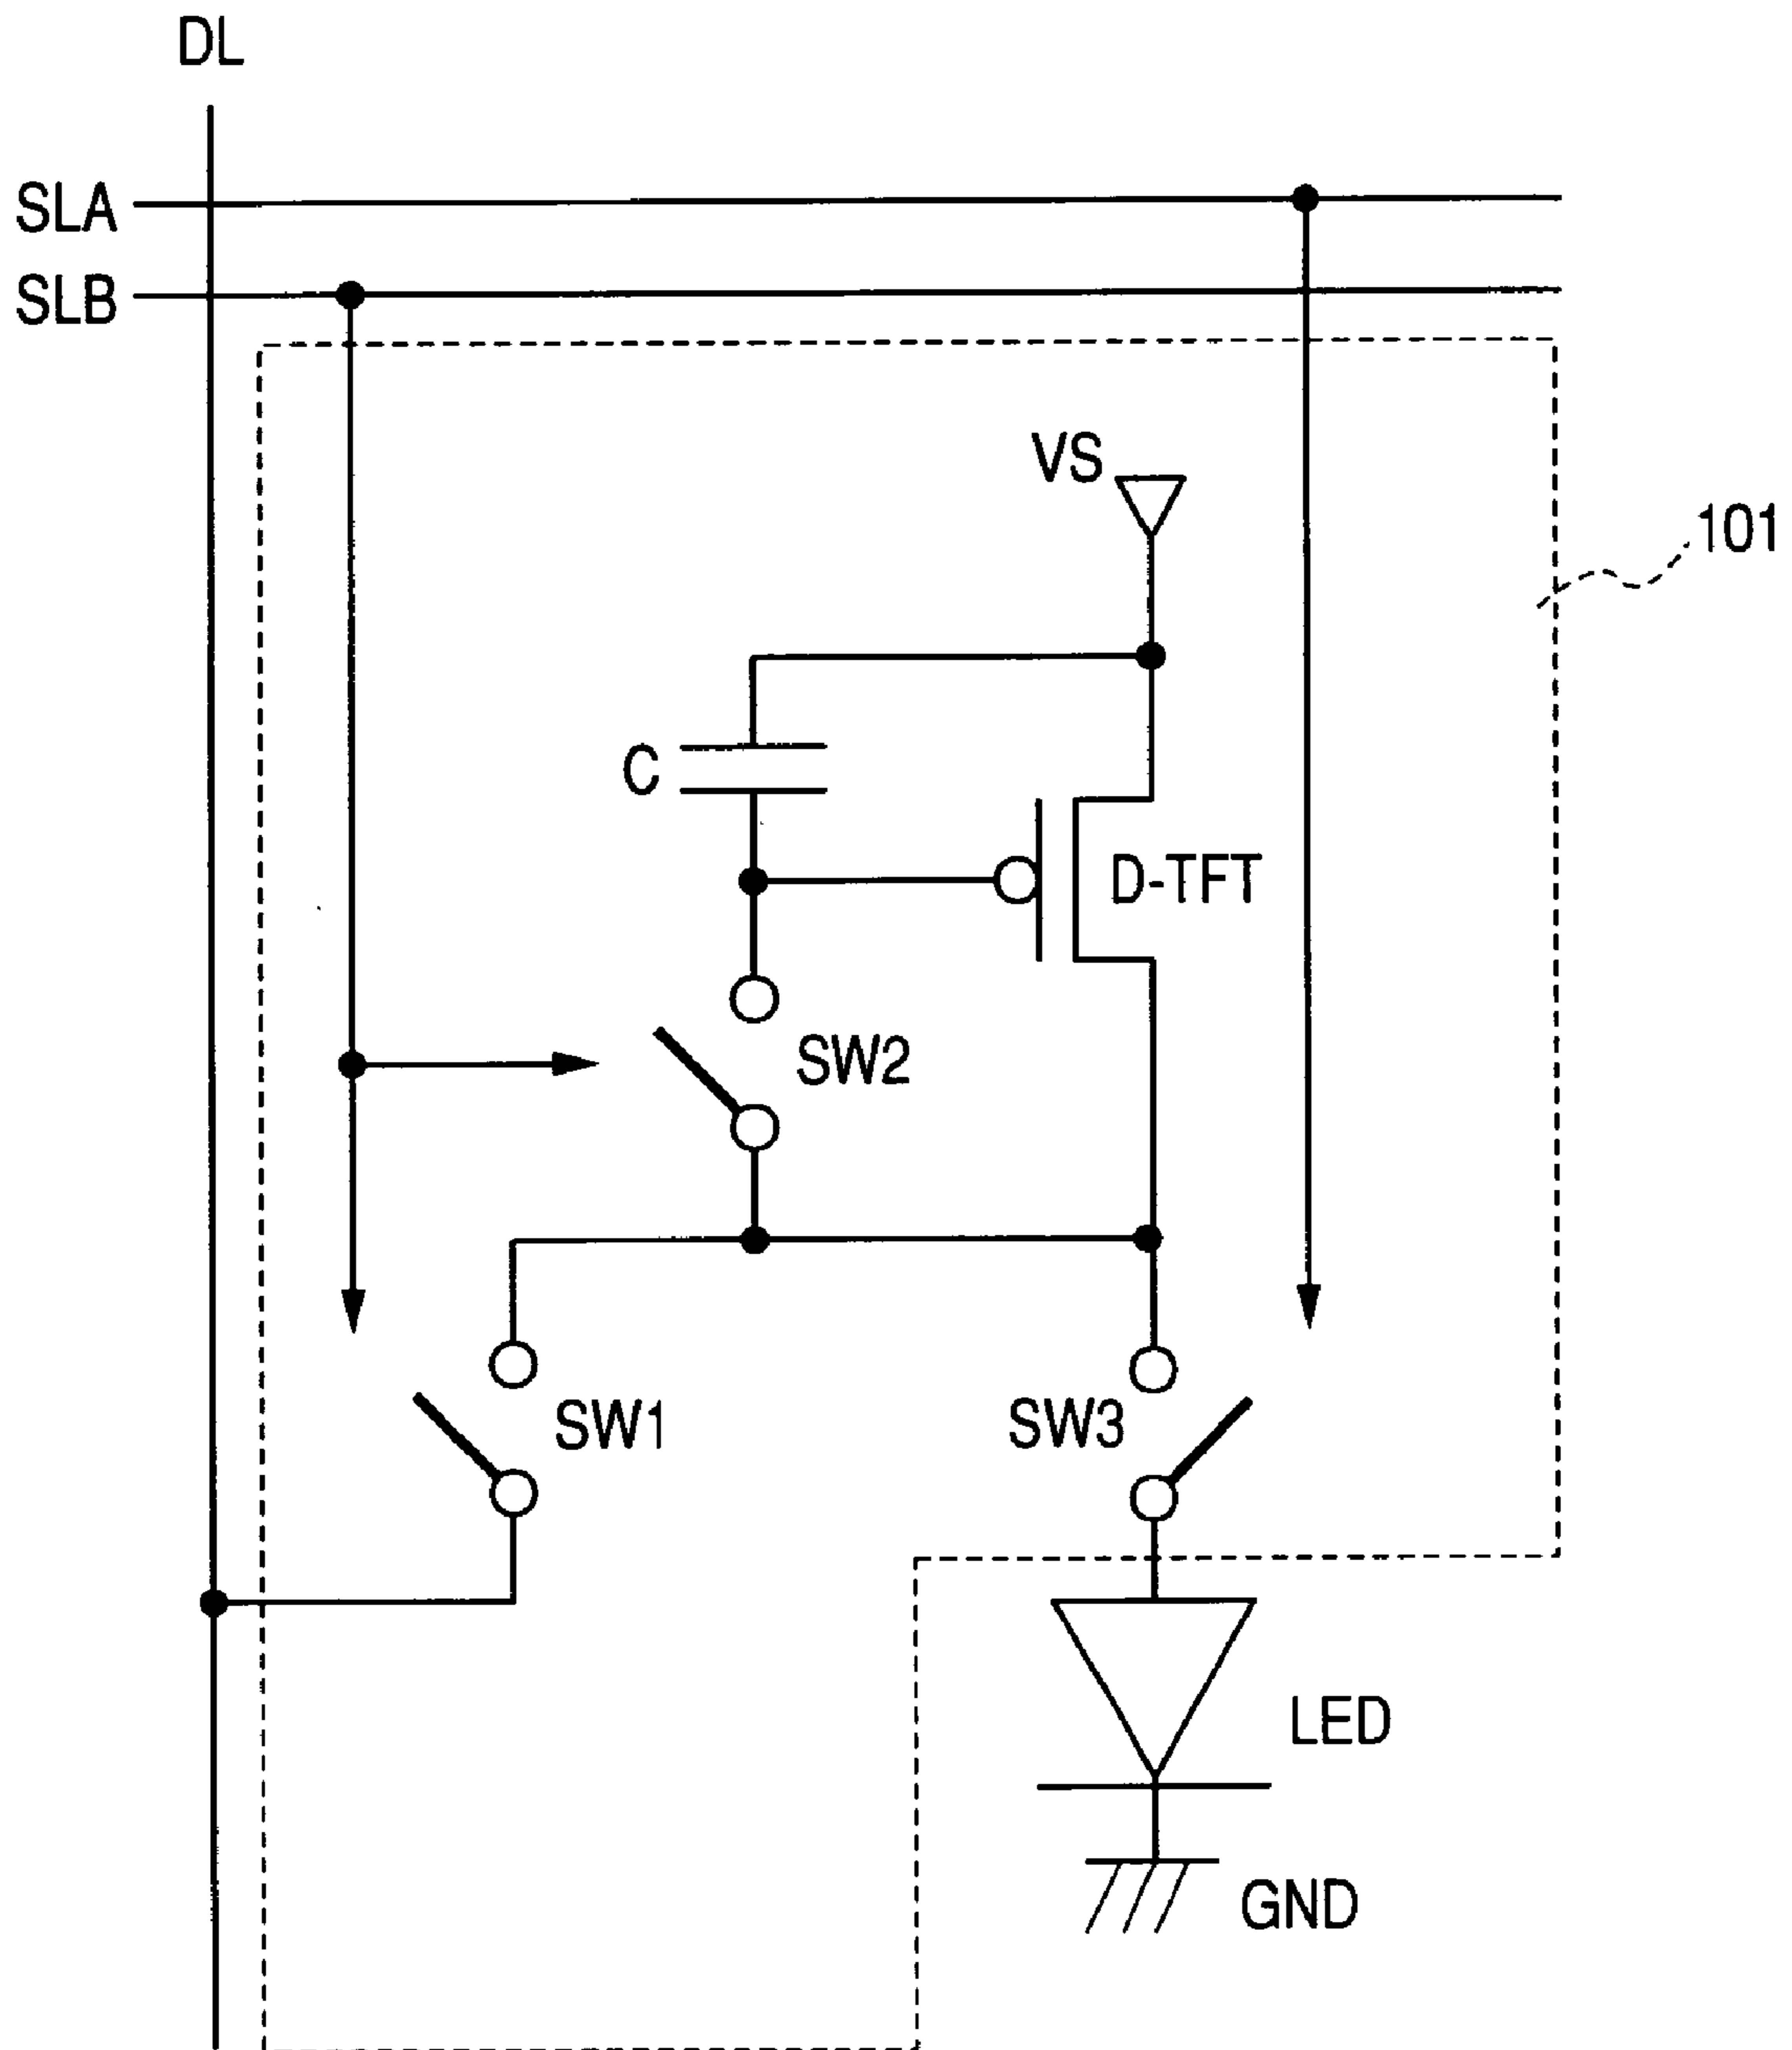 DL
SLA
SLB
VS
101
C
D-TFT
SW2
SW1
SW3
LED
GND